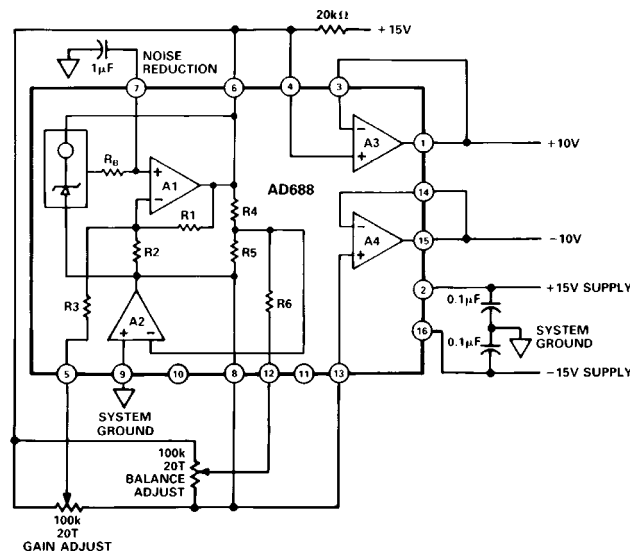 20kΩ
+15V
NOISE
REDUCTION
1μF
7
6
4
3
A3
1
+10V
RB
A1
AD688
R1
R4
14
A4
15
-10V
R2
R5
R3
R6
2
+15V SUPPLY
0.1μF
A2
16
0.1μF
SYSTEM
GROUND
-15V SUPPLY
5
9
10
8
12
11
13
SYSTEM
GROUND
100k
20T
BALANCE
ADJUST
100k
20T
GAIN ADJUST
+
-
+
-
-
+
-
+